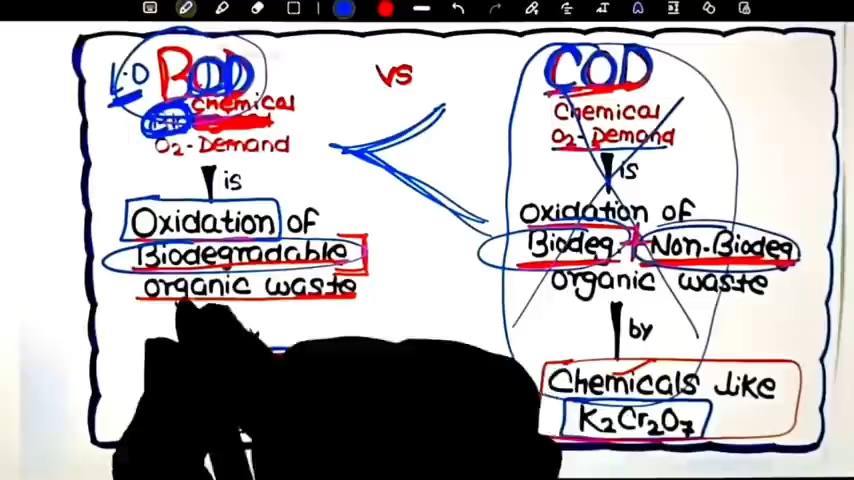 BOD
chemical
O₂-Demand
is
Oxidation of
Biodegradable
organic waste
vs
COD
Chemical
O₂-Demand
is
Oxidation of
Biodeg + Non-Biodeg
organic waste
by
Chemicals like
K₂Cr₂O₇